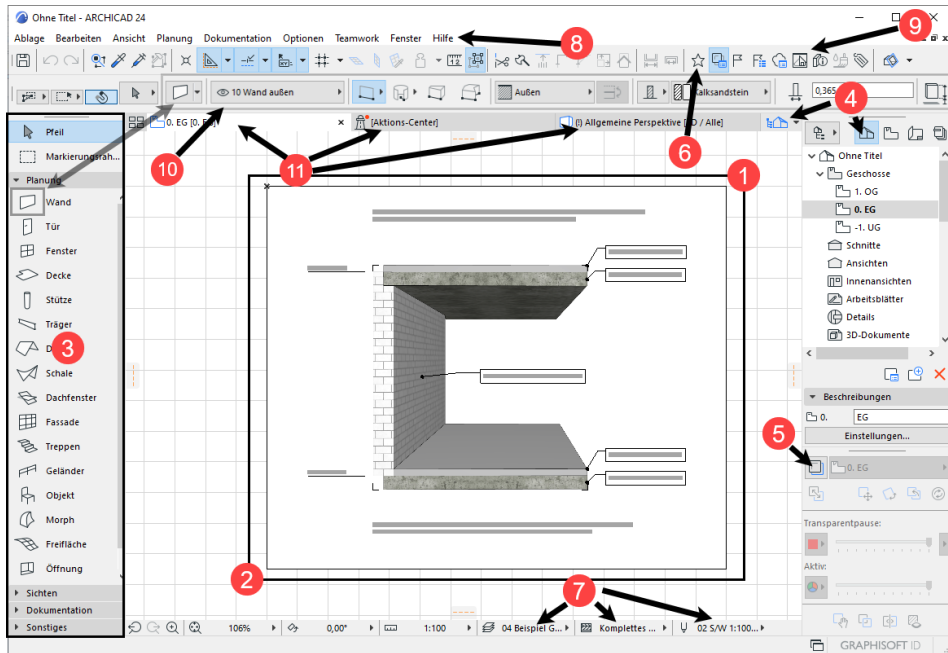 Ohne Titel - ARCHICAD 24
Ablage Bearbeiten Ansicht Planung Dokumentation Optionen Teamwork Fenster Hilfe
8
9
10 Wand außen
Außen
Kalksandstein
0,365
4
6
0. EG [0. EG]
[Aktions-Center]
(!) Allgemeine Perspektive [3D / Alle]
10
11
Pfeil
Markierungsrah...
Planung
Wand
Tür
Fenster
Decke
Stütze
Träger
3
Schale
Dachfenster
Fassade
Treppen
Geländer
Objekt
Morph
Freifläche
Öffnung
Sichten
Dokumentation
Sonstiges
1
2
Ohne Titel
Geschosse
1. OG
0. EG
-1. UG
Schnitte
Ansichten
Innenansichten
Arbeitsblätter
Details
3D-Dokumente
Beschreibungen
0. EG
Einstellungen...
5
0. EG
Transparentpause:
Aktiv:
7
106% 0,00° 1:100 04 Beispiel G... Komplettes ... 02 S/W 1:100...
GRAPHISOFT ID